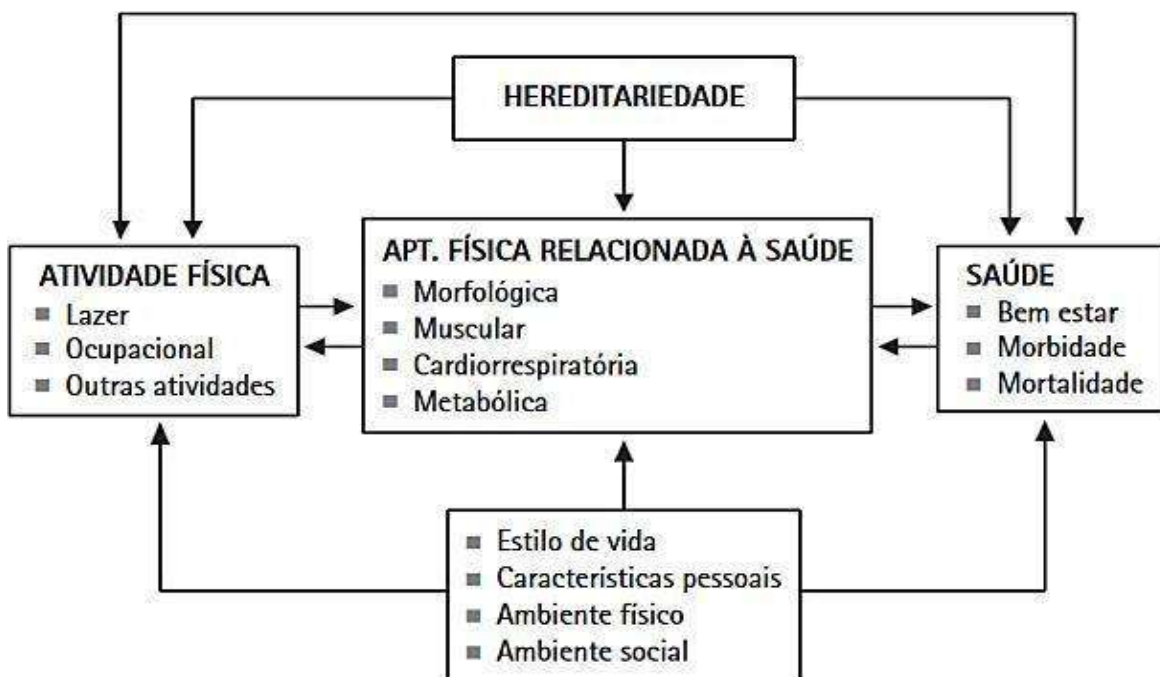 HEREDITARIEDADE
ATIVIDADE FÍSICA
Lazer
Ocupacional
Outras atividades
APT. FÍSICA RELACIONADA À SAÚDE
Morfológica
Muscular
Cardiorrespiratória
Metabólica
SAÚDE
Bem estar
Morbidade
Mortalidade
Estilo de vida
Características pessoais
Ambiente físico
Ambiente social